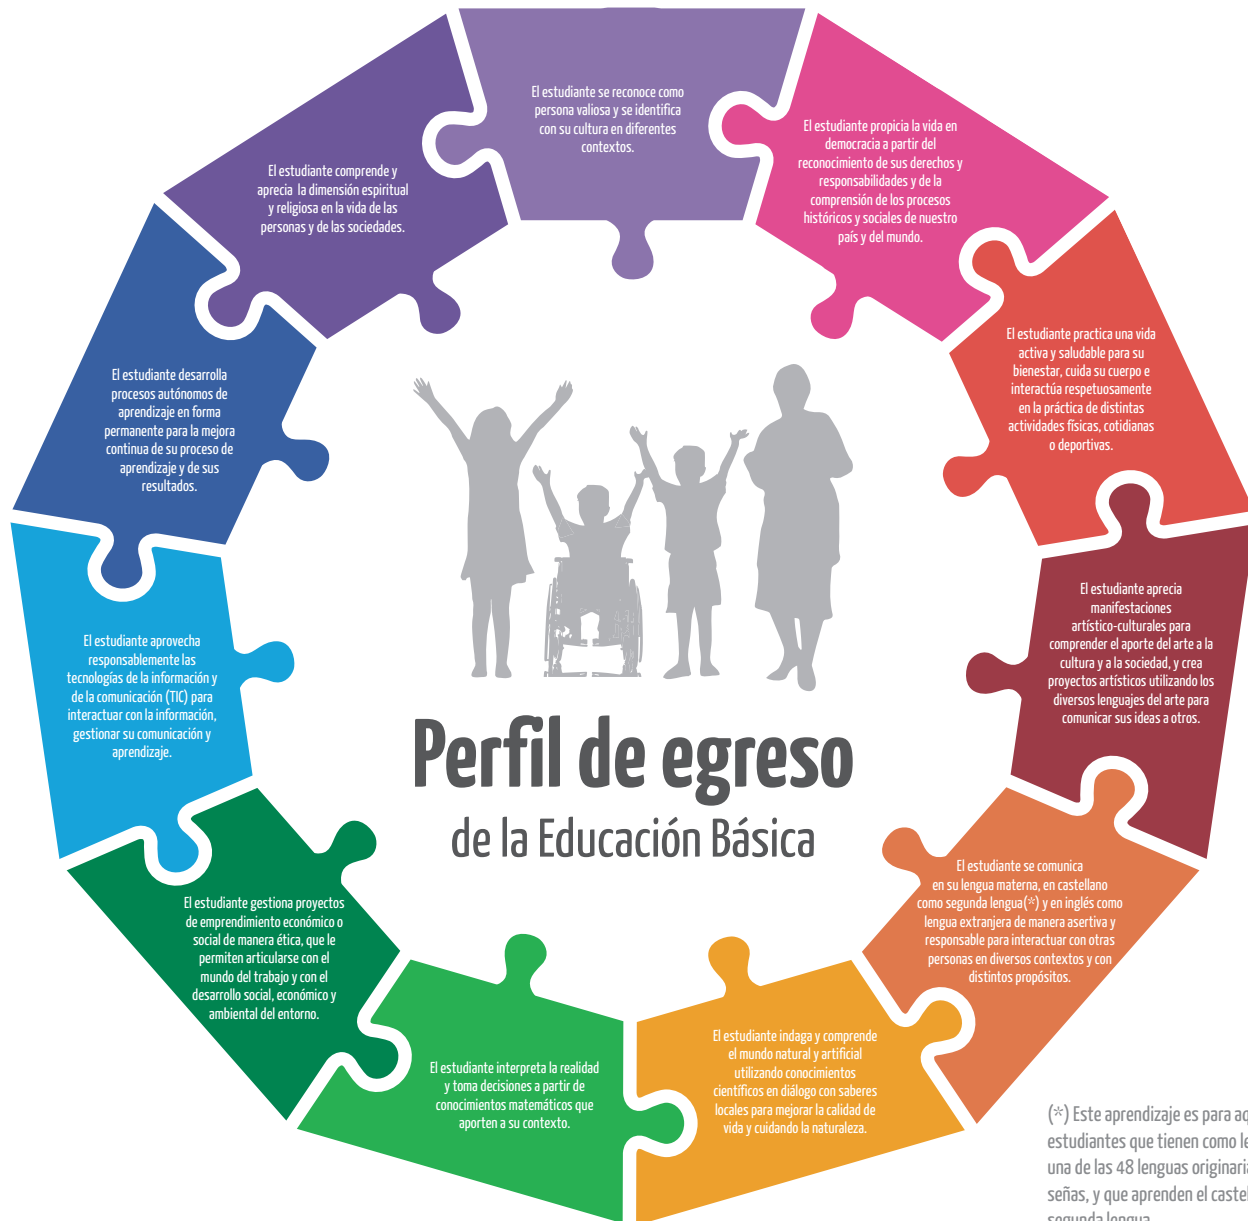 El estudiante se reconoce como
persona valiosa y se identifica
con su cultura en diferentes
contextos.
El estudiante propicia la vida en
democracia a partir del
reconocimiento de sus derechos y
responsabilidades y de la
comprensión de los procesos
históricos y sociales de nuestro
país y del mundo.
El estudiante practica una vida
activa y saludable para su
bienestar, cuida su cuerpo e
interactúa respetuosamente
en la práctica de distintas
actividades físicas, cotidianas
o deportivas.
El estudiante aprecia
manifestaciones
artístico-culturales para
comprender el aporte del arte a la
cultura y a la sociedad, y crea
proyectos artísticos utilizando los
diversos lenguajes del arte para
comunicar sus ideas a otros.
El estudiante se comunica
en su lengua materna, en castellano
como segunda lengua(*) y en inglés como
lengua extranjera de manera asertiva y
responsable para interactuar con otras
personas en diversos contextos y con
distintos propósitos.
El estudiante indaga y comprende
el mundo natural y artificial
utilizando conocimientos
científicos en diálogo con saberes
locales para mejorar la calidad de
vida y cuidando la naturaleza.
El estudiante interpreta la realidad
y toma decisiones a partir de
conocimientos matemáticos que
aporten a su contexto.
El estudiante gestiona proyectos
de emprendimiento económico o
social de manera ética, que le
permiten articularse con el
mundo del trabajo y con el
desarrollo social, económico y
ambiental del entorno.
El estudiante aprovecha
responsablemente las
tecnologías de la información y
de la comunicación (TIC) para
interactuar con la información,
gestionar su comunicación y
aprendizaje.
El estudiante desarrolla
procesos autónomos de
aprendizaje en forma
permanente para la mejora
continua de su proceso de
aprendizaje y de sus
resultados.
El estudiante comprende y
aprecia la dimensión espiritual
y religiosa en la vida de las
personas y de las sociedades.
Perfil de egreso
de la Educación Básica
(*) Este aprendizaje es para
estudiantes que tienen como
una de las 48 lenguas
señas, y que aprenden el
segunda lengua